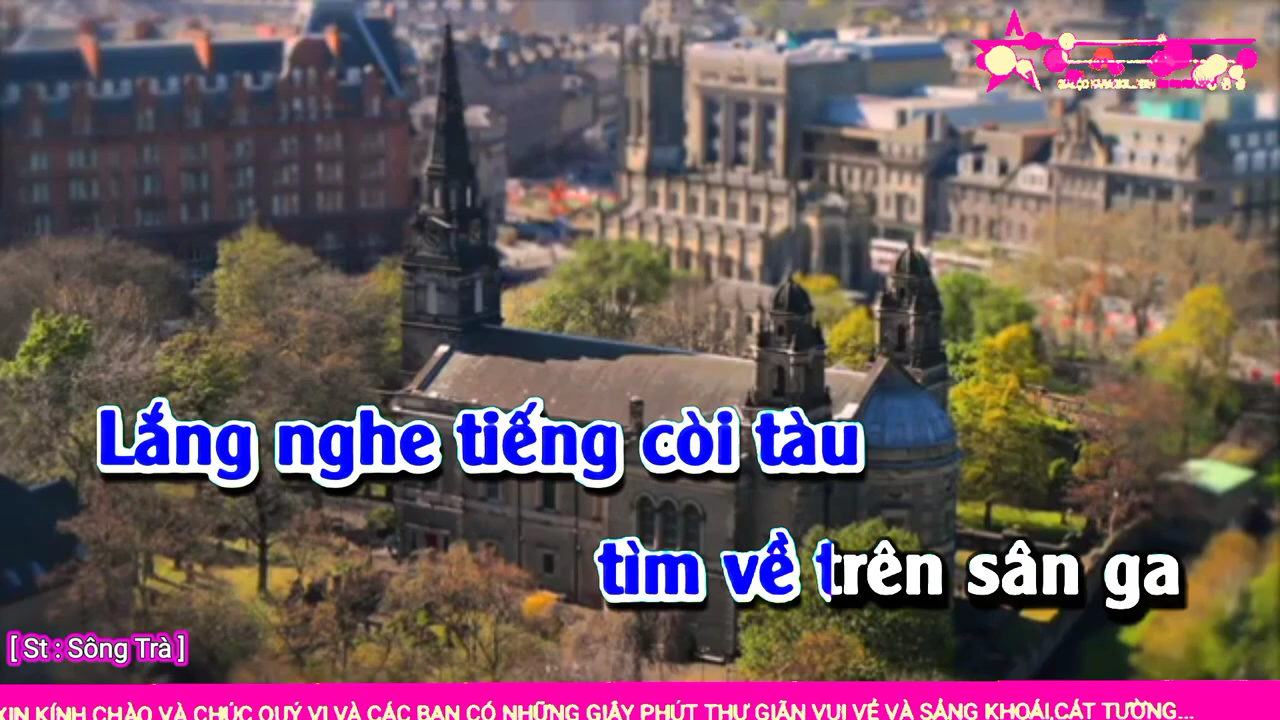 Lắng nghe tiếng còi tàu
tìm về trên sân ga
[ St : Sông Trà ]
XIN KÍNH CHÀO VÀ CHÚC QUÝ VỊ VÀ CÁC BẠN CÓ NHỮNG GIÂY PHÚT THƯ GIÃN VUI VẺ VÀ SẢNG KHOÁI,CÁT TƯỜNG...